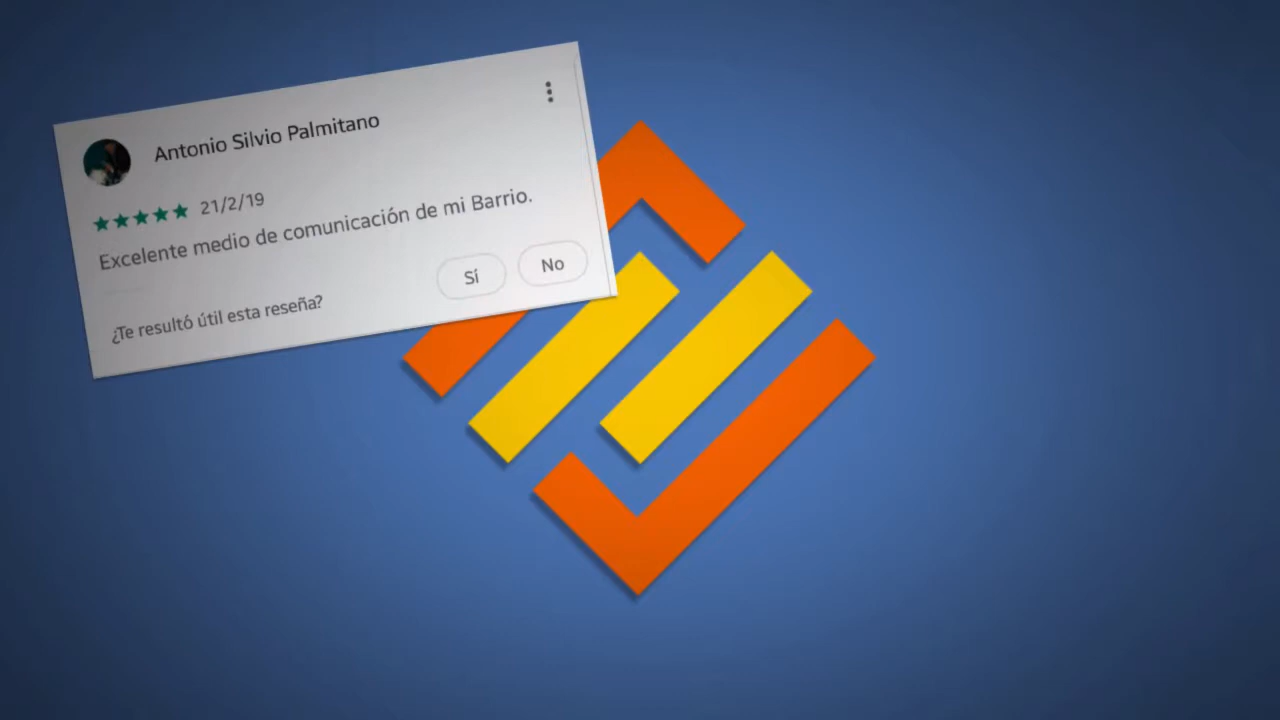 Antonio Silvio Palmitano
21/2/19
Excelente medio de comunicación de mi Barrio.
¿Te resultó útil esta reseña?
Sí
No